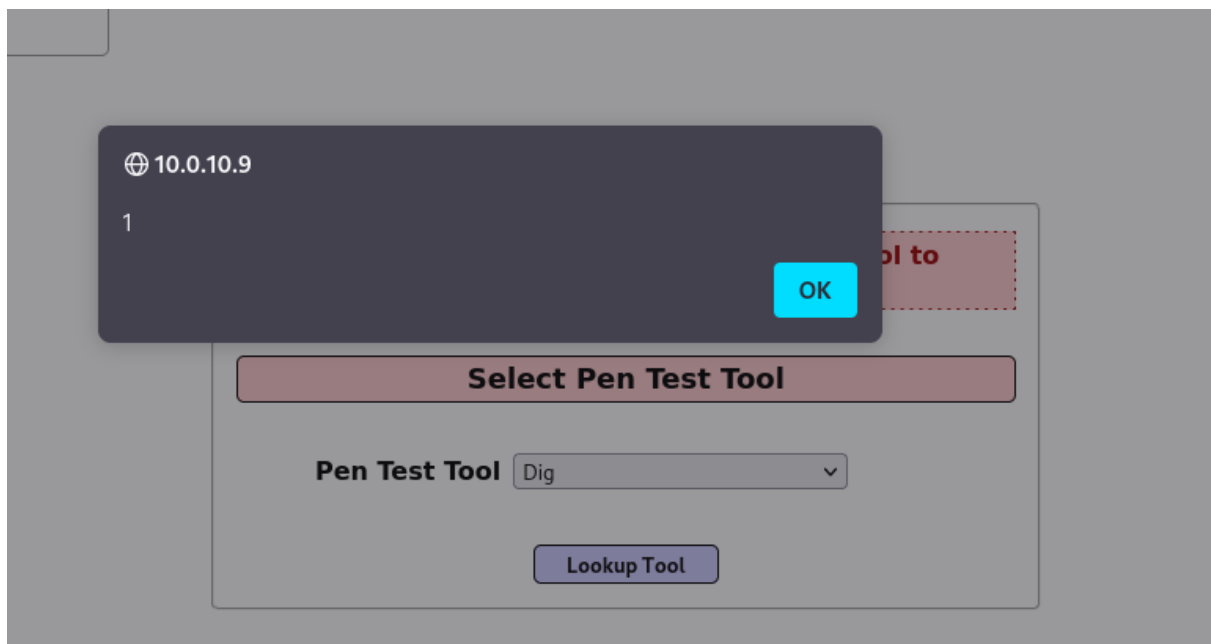 10.0.10.9
1
ol to
OK
Select Pen Test Tool
Pen Test Tool Dig
Lookup Tool